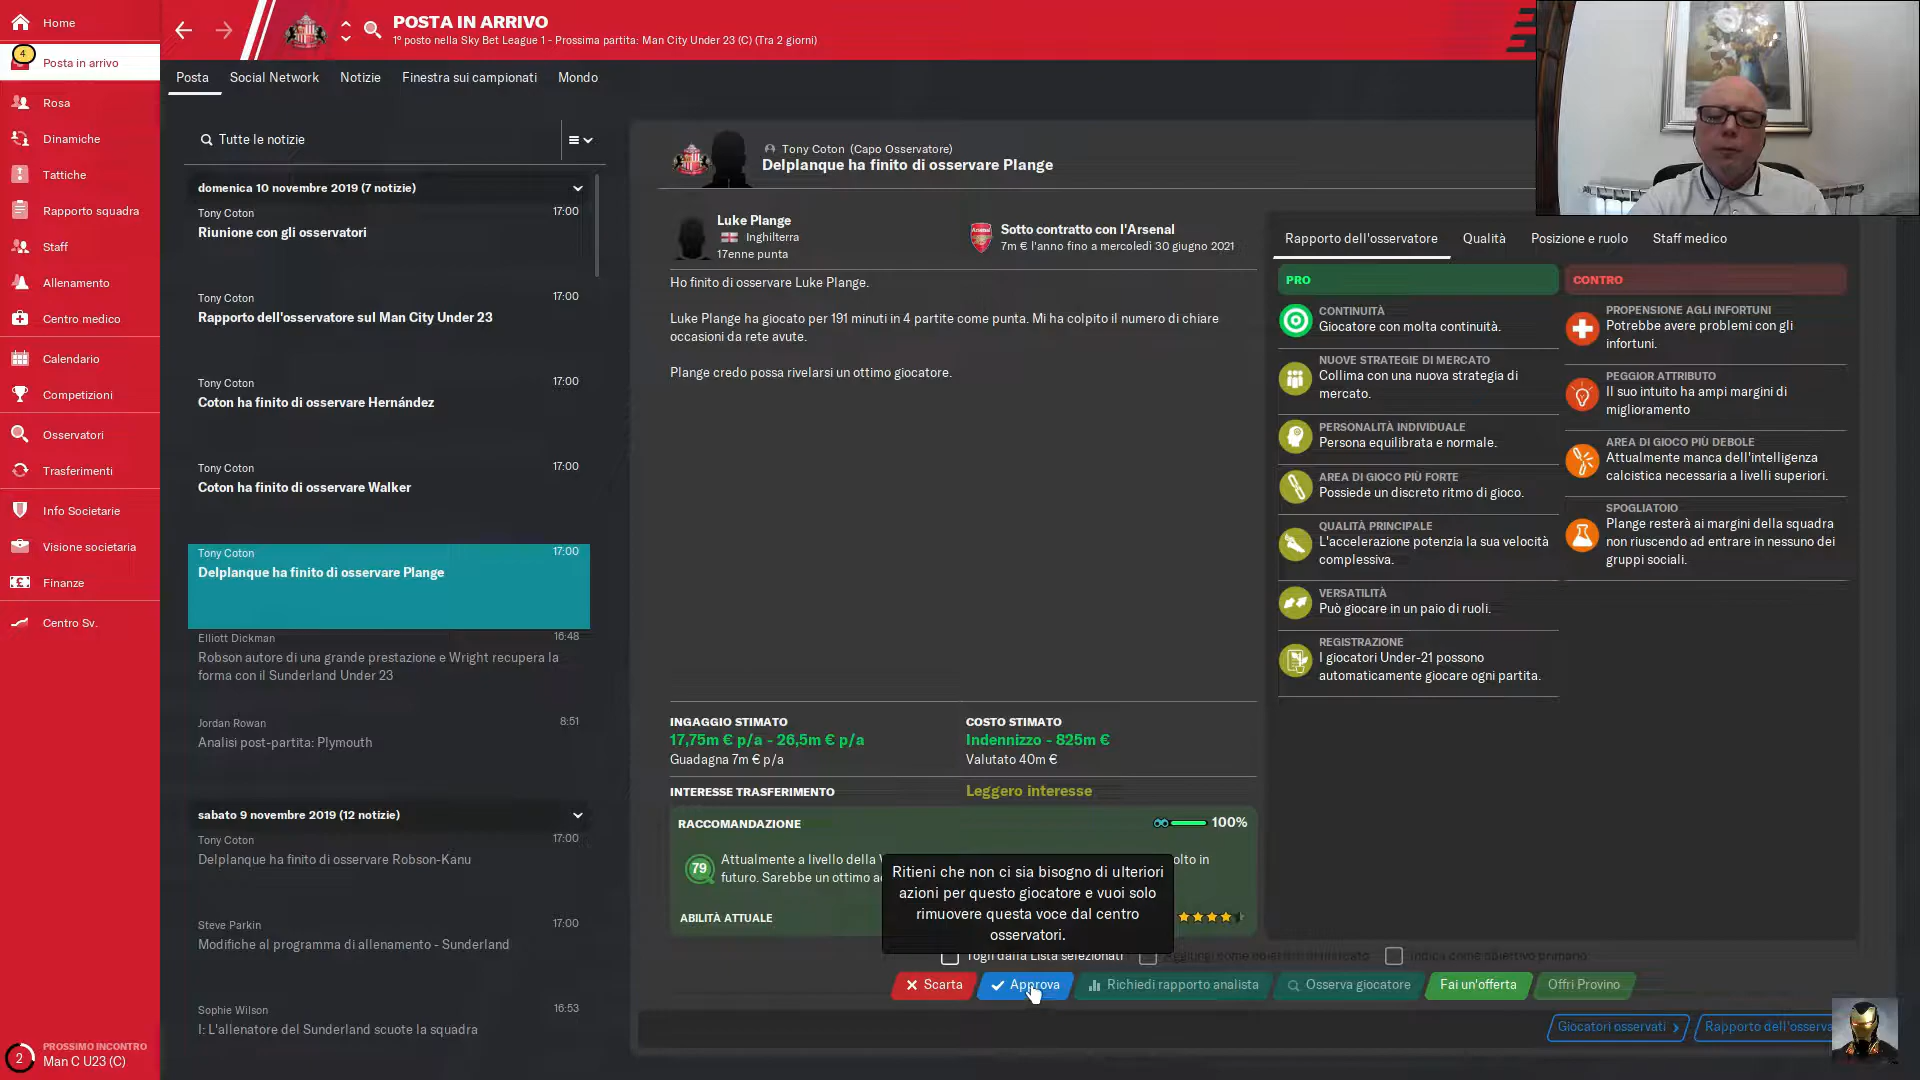 Home
4
Posta in arrivo
Rosa
Dinamiche
Tattiche
Rapporto squadra
Staff
Allenamento
Centro medico
Calendario
Competizioni
Osservatori
Trasferimenti
Info Societarie
Visione societaria
Finanze
Centro Sv.
2
PROSSIMO INCONTRO
Man C U23 (C)
POSTA IN ARRIVO
1º posto nella Sky Bet League 1 - Prossima partita: Man City Under 23 (C) (Tra 2 giorni)
Posta
Social Network
Notizie
Finestra sui campionati
Mondo
Tutte le notizie
domenica 10 novembre 2019 (7 notizie)
Tony Coton 17:00
Riunione con gli osservatori
Tony Coton 17:00
Rapporto dell'osservatore sul Man City Under 23
Tony Coton 17:00
Coton ha finito di osservare Hernández
Tony Coton 17:00
Coton ha finito di osservare Walker
Tony Coton 17:00
Delplanque ha finito di osservare Plange
Elliott Dickman 16:48
Robson autore di una grande prestazione e Wright recupera la
forma con il Sunderland Under 23
Jordan Rowan 8:51
Analisi post-partita: Plymouth
sabato 9 novembre 2019 (12 notizie)
Tony Coton 17:00
Delplanque ha finito di osservare Robson-Kanu
Steve Parkin 17:00
Modifiche al programma di allenamento - Sunderland
Sophie Wilson 16:53
I: L'allenatore del Sunderland scuote la squadra
Tony Coton (Capo Osservatore)
Delplanque ha finito di osservare Plange
Luke Plange
Inghilterra
17enne punta
Arsenal
Sotto contratto con l'Arsenal
7m € l'anno fino a mercoledì 30 giugno 2021
Ho finito di osservare Luke Plange.
Luke Plange ha giocato per 191 minuti in 4 partite come punta. Mi ha colpito il numero di chiare
occasioni da rete avute.
Plange credo possa rivelarsi un ottimo giocatore.
INGAGGIO STIMATO
17,75m € p/a - 26,5m € p/a
Guadagna 7m € p/a
COSTO STIMATO
Indennizzo - 825m €
Valutato 40m €
INTERESSE TRASFERIMENTO
Leggero interesse
RACCOMANDAZIONE
100%
79
Attualmente a livello della
futuro. Sarebbe un ottimo
in
ABILITÀ ATTUALE
Ritieni che non ci sia bisogno di ulteriori
azioni per questo giocatore e vuoi solo
rimuovere questa voce dal centro
osservatori.
Rapporto dell'osservatore
Qualità
Posizione e ruolo
Staff medico
PRO
CONTINUITÀ
Giocatore con molta continuità.
NUOVE STRATEGIE DI MERCATO
Collima con una nuova strategia di
mercato.
PERSONALITÀ INDIVIDUALE
Persona equilibrata e normale.
AREA DI GIOCO PIÙ FORTE
Possiede un discreto ritmo di gioco.
QUALITÀ PRINCIPALE
L'accelerazione potenzia la sua velocità
complessiva.
VERSATILITÀ
Può giocare in un paio di ruoli.
REGISTRAZIONE
I giocatori Under-21 possono
automaticamente giocare ogni partita.
CONTRO
PROPENSIONE AGLI INFORTUNI
Potrebbe avere problemi con gli
infortuni.
PEGGIOR ATTRIBUTO
Il suo intuito ha ampi margini di
miglioramento
AREA DI GIOCO PIÙ DEBOLE
Attualmente manca dell'intelligenza
calcistica necessaria a livelli superiori.
SPOGLIATOIO
Plange resterà ai margini della squadra
non riuscendo ad entrare in nessuno dei
gruppi sociali.
Togli dalla Lista selezionati
Indica come obiettivo primario
Scarta
Approva
Richiedi rapporto analista
Osserva giocatore
Fai un'offerta
Offri Provino
Giocatori osservati
Rapporto dell'osserva